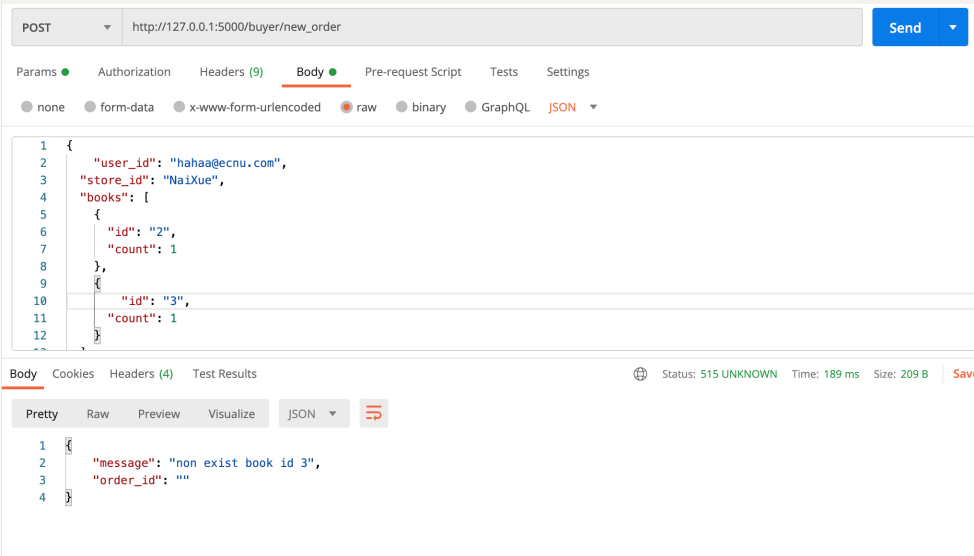 POST http://127.0.0.1:5000/buyer/new_order Send
Params Authorization Headers (9) Body Pre-request Script Tests Settings
none form-data x-www-form-urlencoded raw binary GraphQL JSON
1 {
2 "user_id": "hahaa@ecnu.com",
3 "store_id": "NaiXue",
4 "books": [
5 {
6 "id": "2",
7 "count": 1
8 },
9 {
10 "id": "3",
11 "count": 1
12 }
Body Cookies Headers (4) Test Results Status: 515 UNKNOWN Time: 189 ms Size: 209 B Save
Pretty Raw Preview Visualize JSON
1 {
2 "message": "non exist book id 3",
3 "order_id": ""
4 }